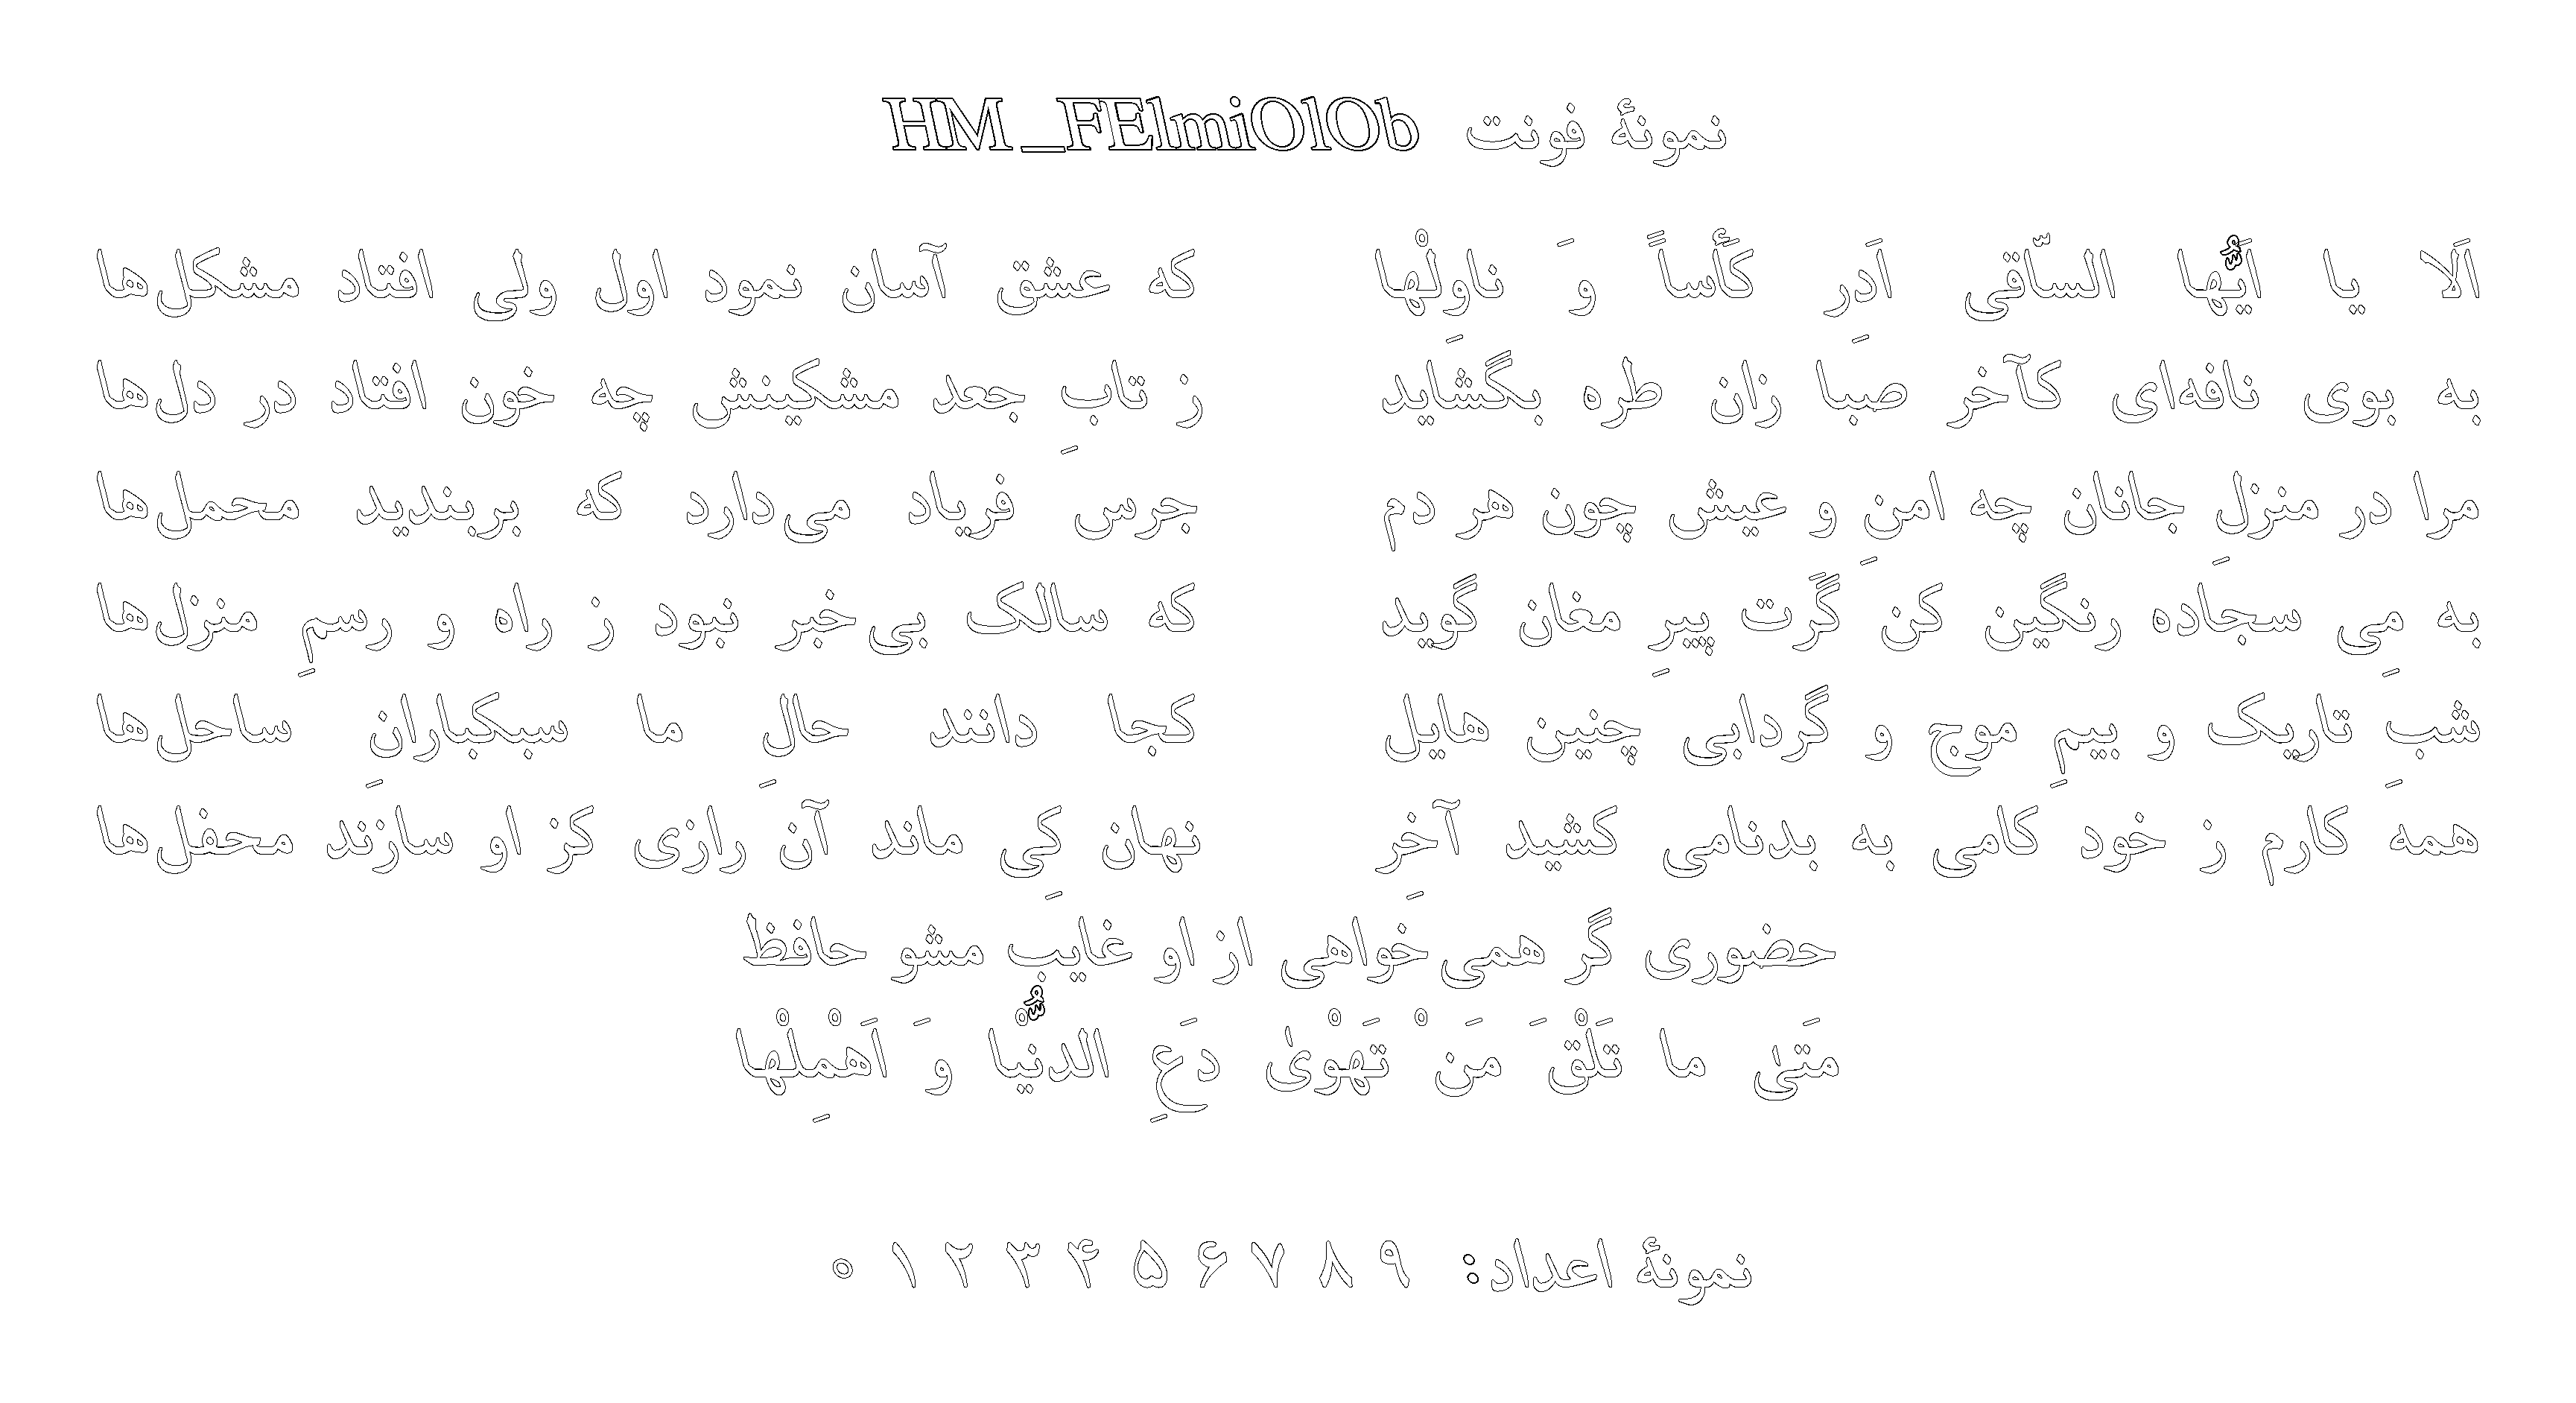 نمونهٔ فونت HM_FElmiOlOb
اَلا یا اَیُّها السّاقی اَدِر کَأساً وَ ناوِلْها که عشق آسان نمود اول ولی افتاد مشکل‌ها
به بوی نافه‌ای کآخر صبا زان طره بگشاید ز تابِ جعد مشکینش چه خون افتاد در دل‌ها
مرا در منزلِ جانان چه امنِ و عیش چون هر دم جرس فریاد می‌دارد که بربندید محمل‌ها
به مِی سجاده رنگین کن گَرت پیرِ مغان گوید که سالک بی‌خبر نبود ز راه و رسمِ منزل‌ها
شبِ تاریک و بیمِ موج و گردابی چنین هایل کجا دانند حالِ ما سبکبارانِ ساحل‌ها
همه کارم ز خود کامی به بدنامی کشید آخِر نهان کِی ماند آن رازی کز او سازند محفل‌ها
حضوری گر همی‌خواهی از او غایب مشو حافظ
مَتیٰ ما تَلْقَ مَنْ تَهْویٰ دَعِ الدُّنْیا وَ اَهْمِلْها
نمونهٔ اعداد: ۹ ۸ ۷ ۶ ۵ ۴ ۳ ۲ ۱ ۰